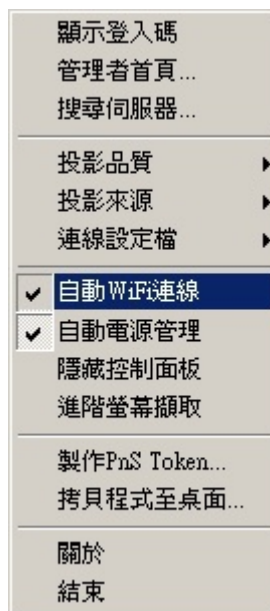 顯示登入碼
管理者首頁...
搜尋伺服器...
投影品質
投影來源
連線設定檔
自動WiFi連線
自動電源管理
隱藏控制面板
進階螢幕擷取
製作PnS Token...
拷貝程式至桌面...
關於
結束